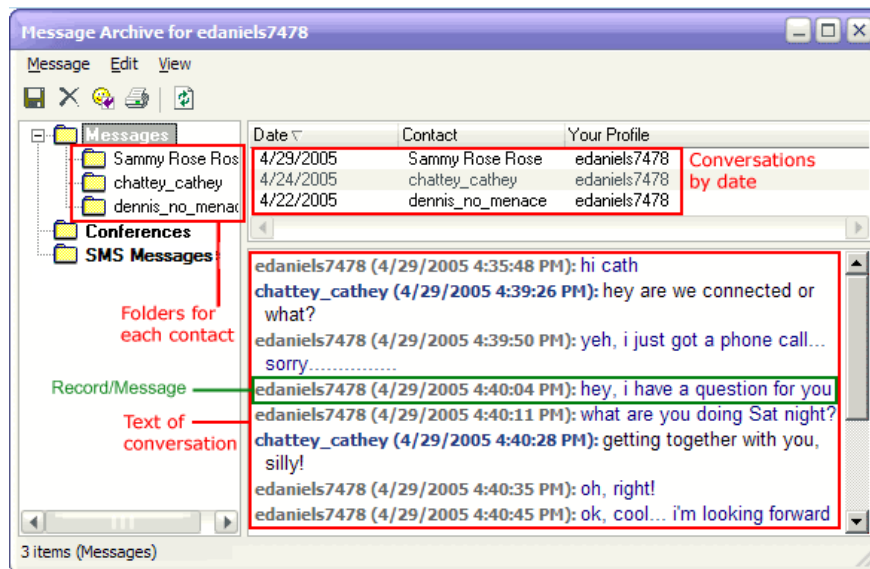 Message Archive for edaniels7478
Message Edit View
Messages
Sammy Rose Ros
chattey_cathey
dennis_no_menac
Conferences
SMS Messages
Folders for
each contact
Record/Message
Text of
conversation
Date Contact Your Profile
4/29/2005 Sammy Rose Rose edaniels7478
4/24/2005 chattey_cathey edaniels7478
4/22/2005 dennis_no_menace edaniels7478
Conversations
by date
edaniels7478 (4/29/2005 4:35:48 PM): hi cath
chattey_cathey (4/29/2005 4:39:26 PM): hey are we connected or
what?
edaniels7478 (4/29/2005 4:39:50 PM): yeh, i just got a phone call...
sorry...............
edaniels7478 (4/29/2005 4:40:04 PM): hey, i have a question for you
edaniels7478 (4/29/2005 4:40:11 PM): what are you doing Sat night?
chattey_cathey (4/29/2005 4:40:28 PM): getting together with you,
silly!
edaniels7478 (4/29/2005 4:40:35 PM): oh, right!
edaniels7478 (4/29/2005 4:40:45 PM): ok, cool... i'm looking forward
3 items (Messages)